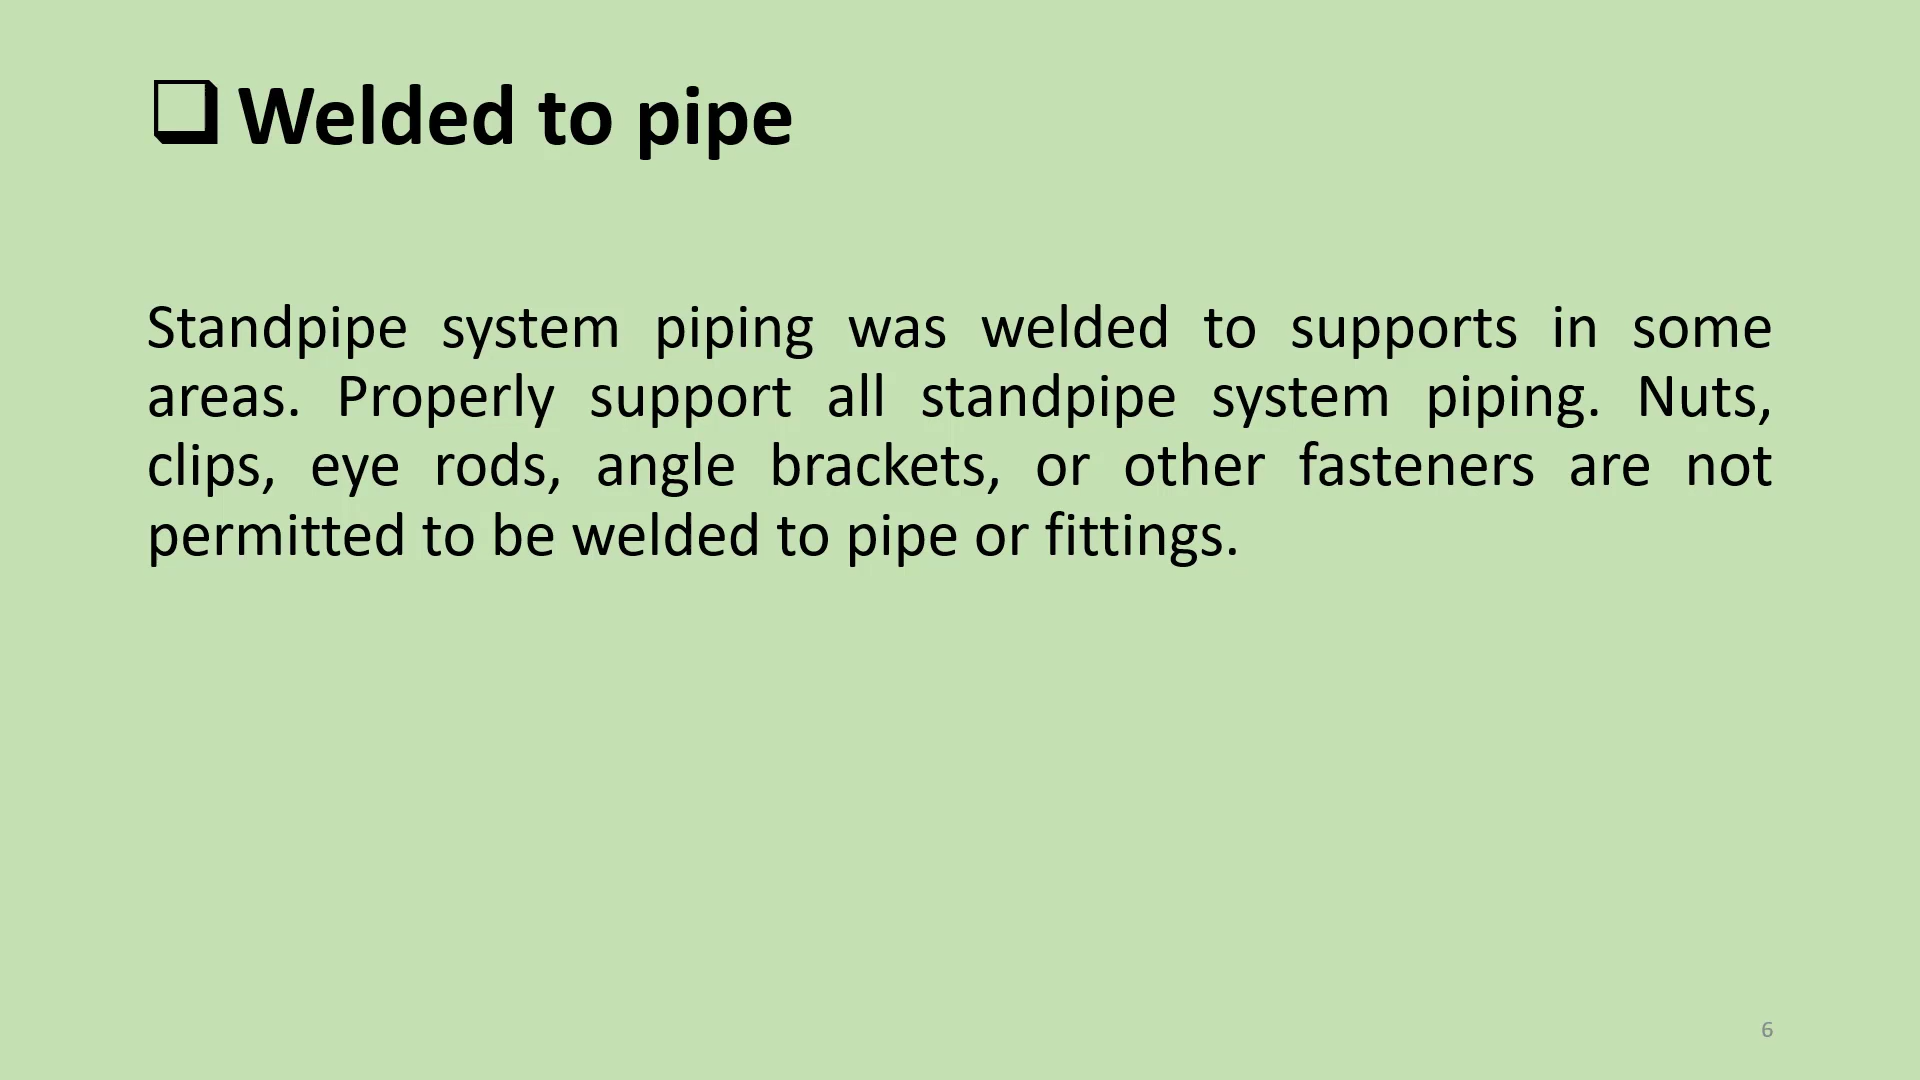 ❑ Welded to pipe
Standpipe system piping was welded to supports in some
areas. Properly support all standpipe system piping. Nuts,
clips, eye rods, angle brackets, or other fasteners are not
permitted to be welded to pipe or fittings.
6